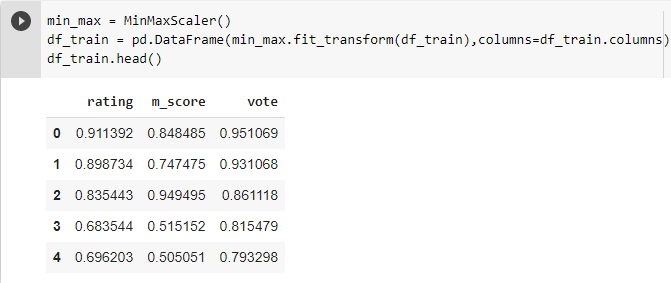 min_max = MinMaxScaler()
df_train = pd.DataFrame(min_max.fit_transform(df_train),columns=df_train.columns)
df_train.head()
rating m_score vote
0 0.911392 0.848485 0.951069
1 0.898734 0.747475 0.931068
2 0.835443 0.949495 0.861118
3 0.683544 0.515152 0.815479
4 0.696203 0.505051 0.793298